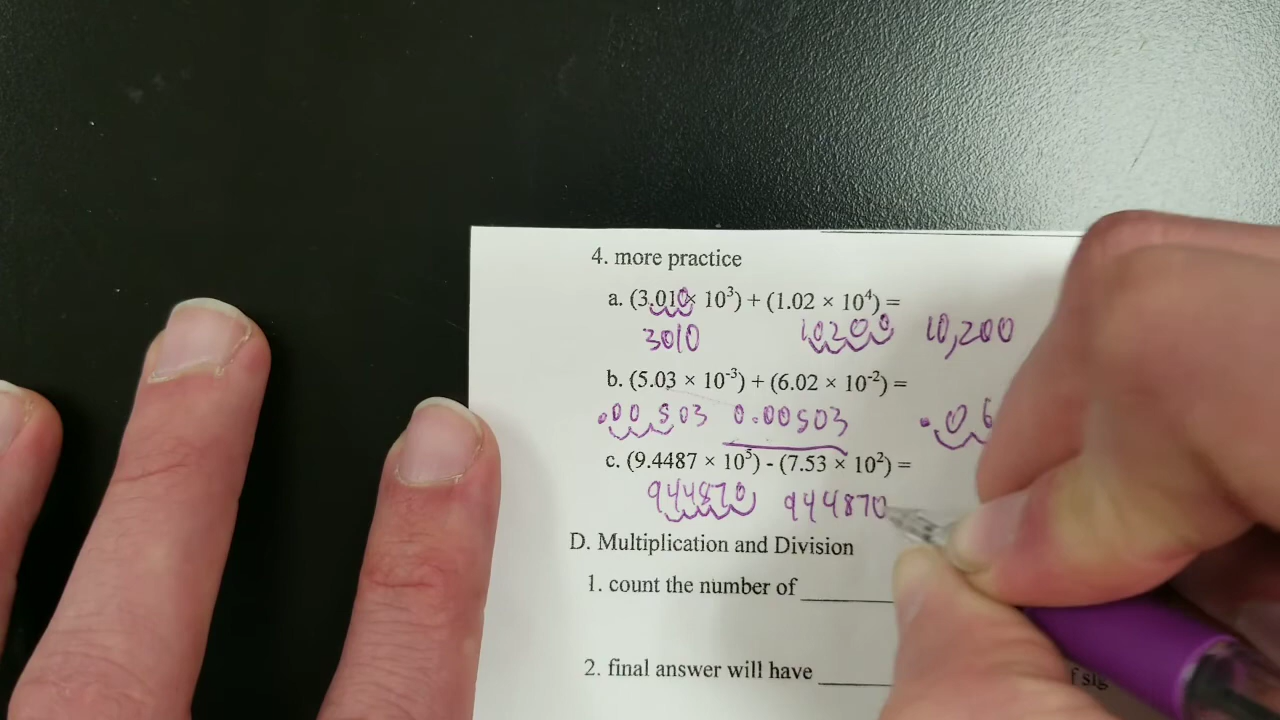 4. more practice
a. (3.010× 10³) + (1.02 × 10⁴) =
3010 10200 10,200
b. (5.03 × 10⁻³) + (6.02 × 10⁻²) =
.00503 0.00503 .06
c. (9.4487 × 10⁵) - (7.53 × 10²) =
944870 944870
D. Multiplication and Division
1. count the number of
2. final answer will have f sig